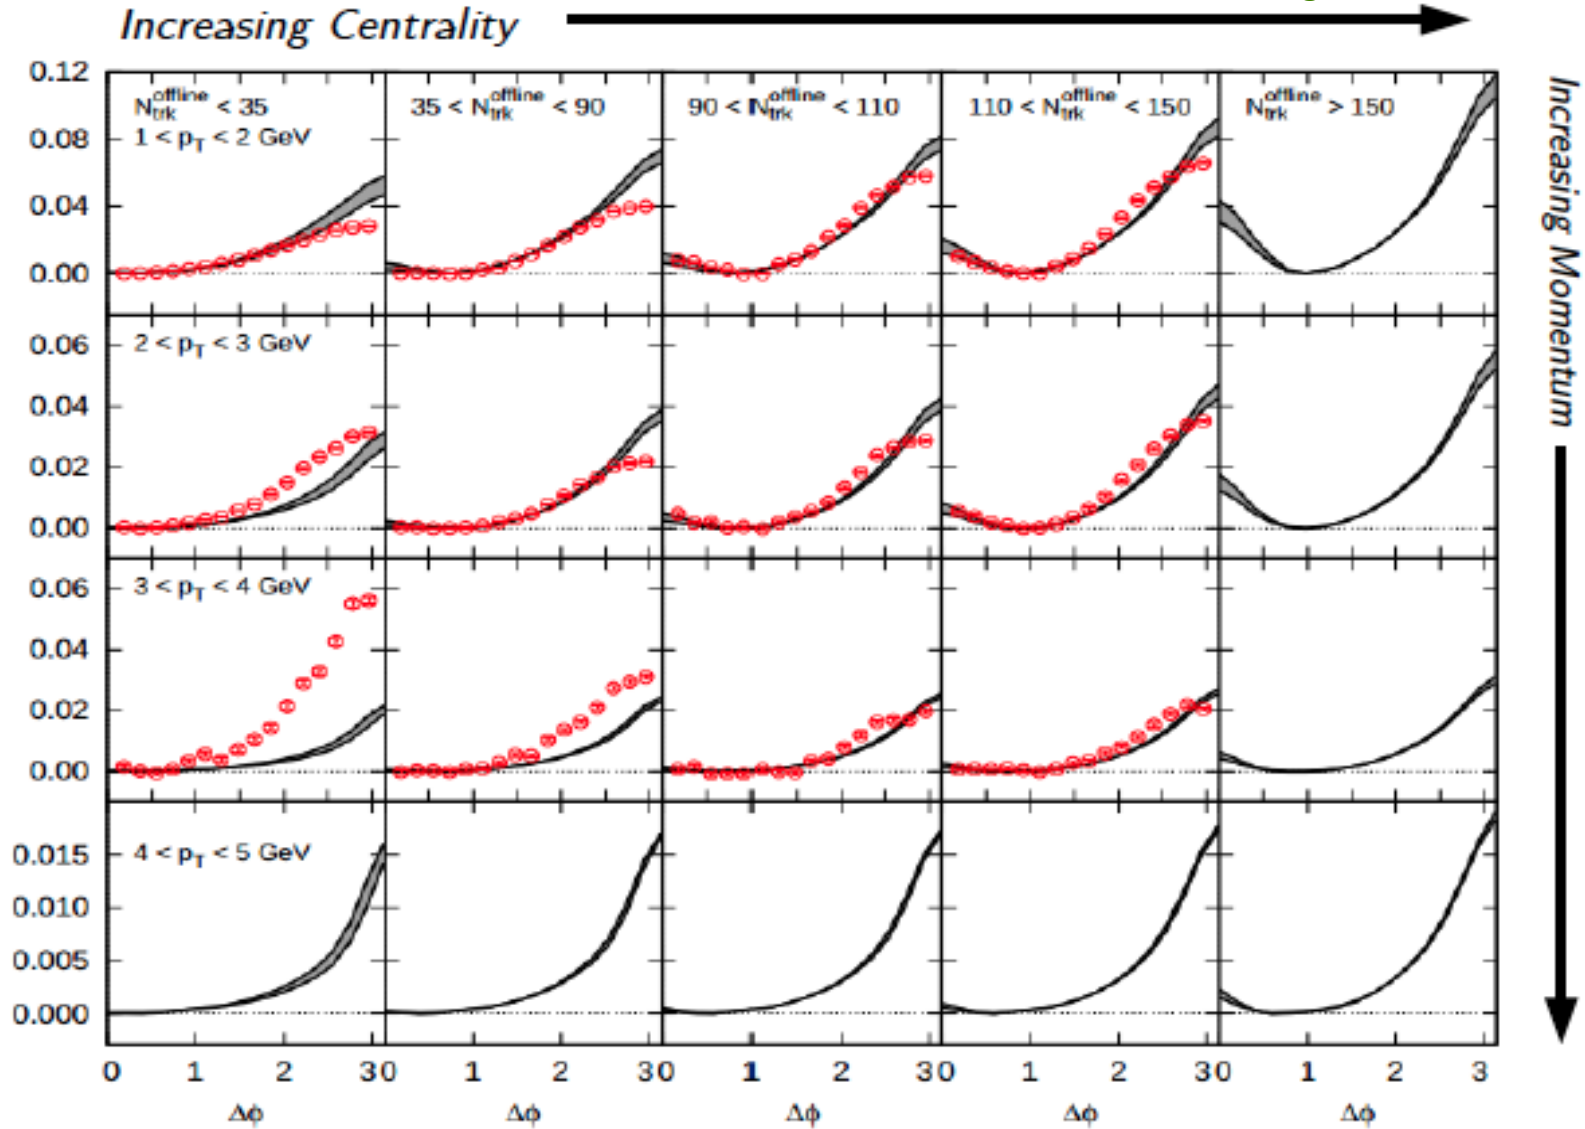 Increasing Centrality
Increasing Momentum
0.12
0.08
0.04
0.00
N_trk^offline < 35
1 < p_T < 2 GeV
35 < N_trk^offline < 90
90 < N_trk^offline < 110
110 < N_trk^offline < 150
N_trk^offline > 150
0.06
0.04
0.02
0.00
2 < p_T < 3 GeV
0.06
0.04
0.02
0.00
3 < p_T < 4 GeV
0.015
0.010
0.005
0.000
4 < p_T < 5 GeV
0 1 2 3 0 1 2 3 0 1 2 3 0 1 2 3 0 1 2 3
Δϕ Δϕ Δϕ Δϕ Δϕ